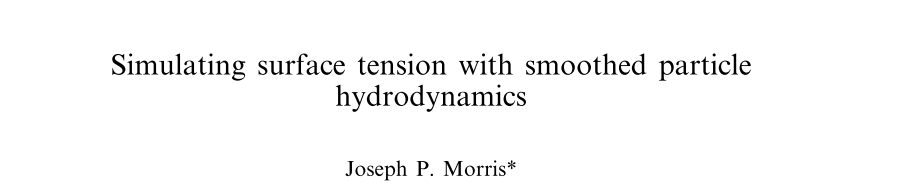 Simulating surface tension with smoothed particle
hydrodynamics
Joseph P. Morris*